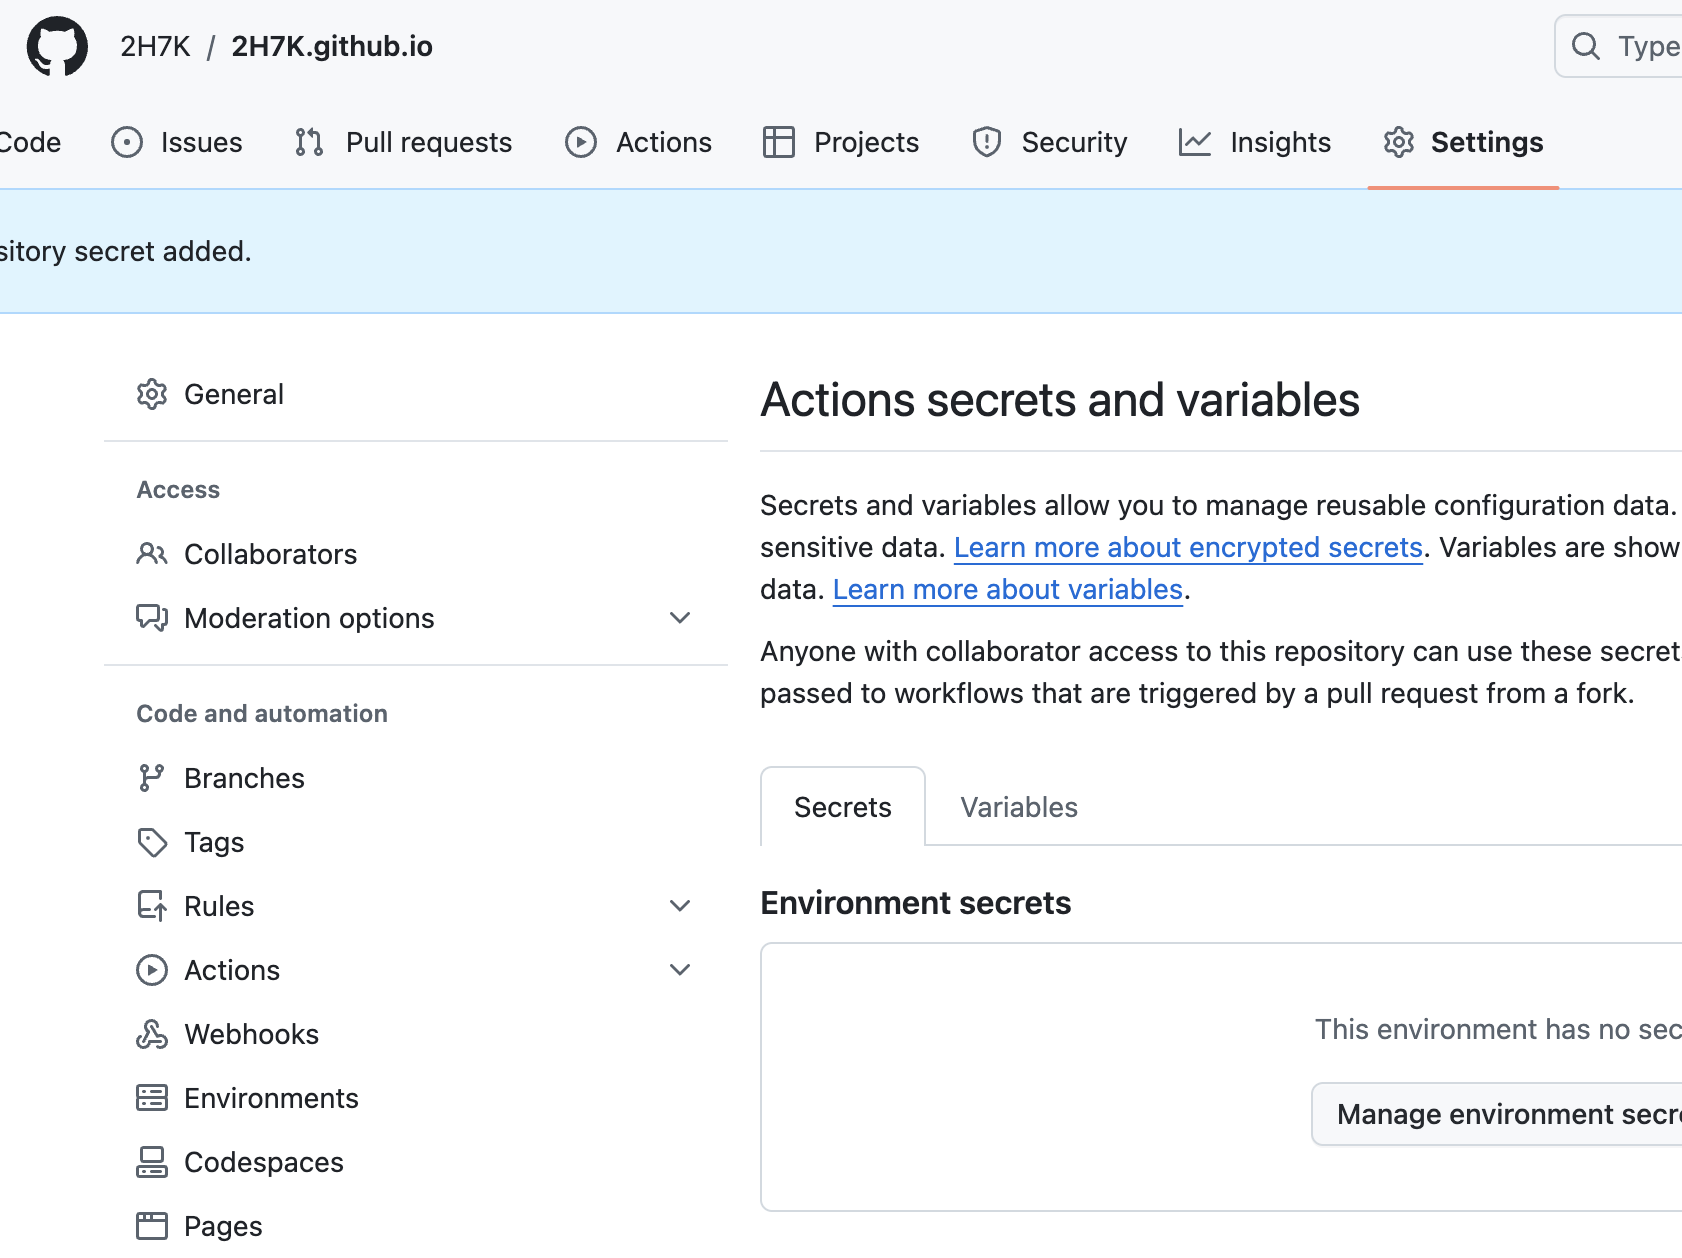 2H7K / 2H7K.github.io
Type
Code Issues Pull requests Actions Projects Security Insights Settings
sitory secret added.
General
Access
Collaborators
Moderation options
Code and automation
Branches
Tags
Rules
Actions
Webhooks
Environments
Codespaces
Pages
Actions secrets and variables
Secrets and variables allow you to manage reusable configuration data.
sensitive data. Learn more about encrypted secrets. Variables are show
data. Learn more about variables.
Anyone with collaborator access to this repository can use these secret
passed to workflows that are triggered by a pull request from a fork.
Secrets Variables
Environment secrets
This environment has no sec
Manage environment secr